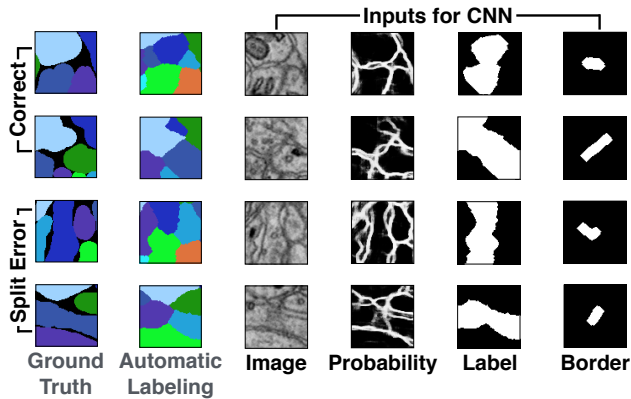 Inputs for CNN
Correct
Split Error
Ground Truth
Automatic Labeling
Image
Probability
Label
Border